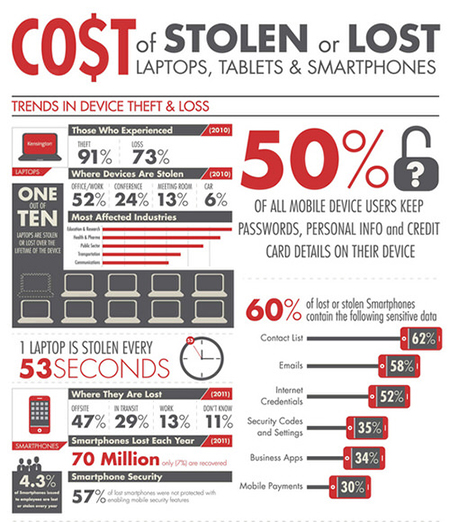 CO$T of STOLEN or LOST
LAPTOPS, TABLETS & SMARTPHONES
TRENDS IN DEVICE THEFT & LOSS
Kensington
LAPTOPS
ONE
OUT OF
TEN
LAPTOPS ARE STOLEN
OR LOST OVER THE
LIFETIME OF THE DEVICE
Those Who Experienced (2010)
THEFT LOSS
91% 73%
Where Devices Are Stolen (2010)
OFFICE/WORK CONFERENCE MEETING ROOM CAR
52% 24% 13% 6%
Most Affected Industries
Education & Research
Health & Pharma
Public Sector
Transportation
Communications
50%
?
OF ALL MOBILE DEVICE USERS KEEP
PASSWORDS, PERSONAL INFO and CREDIT
CARD DETAILS ON THEIR DEVICE
1 LAPTOP IS STOLEN EVERY
53 SECONDS
53
60% of lost or stolen Smartphones
contain the following sensitive data
Contact List 62%
Emails 58%
Internet
Credentials 52%
Security Codes
and Settings 35%
Business Apps 34%
Mobile Payments 30%
SMARTPHONES
4.3%
of Smartphones issued
to employees are lost
or stolen every year
Where They Are Lost (2011)
OFFSITE IN TRANSIT WORK DON'T KNOW
47% 29% 13% 11%
Smartphones Lost Each Year (2011)
70 Million only (7%) are recovered
Smartphone Security
57% of lost smartphones were not protected with
enabling mobile security features